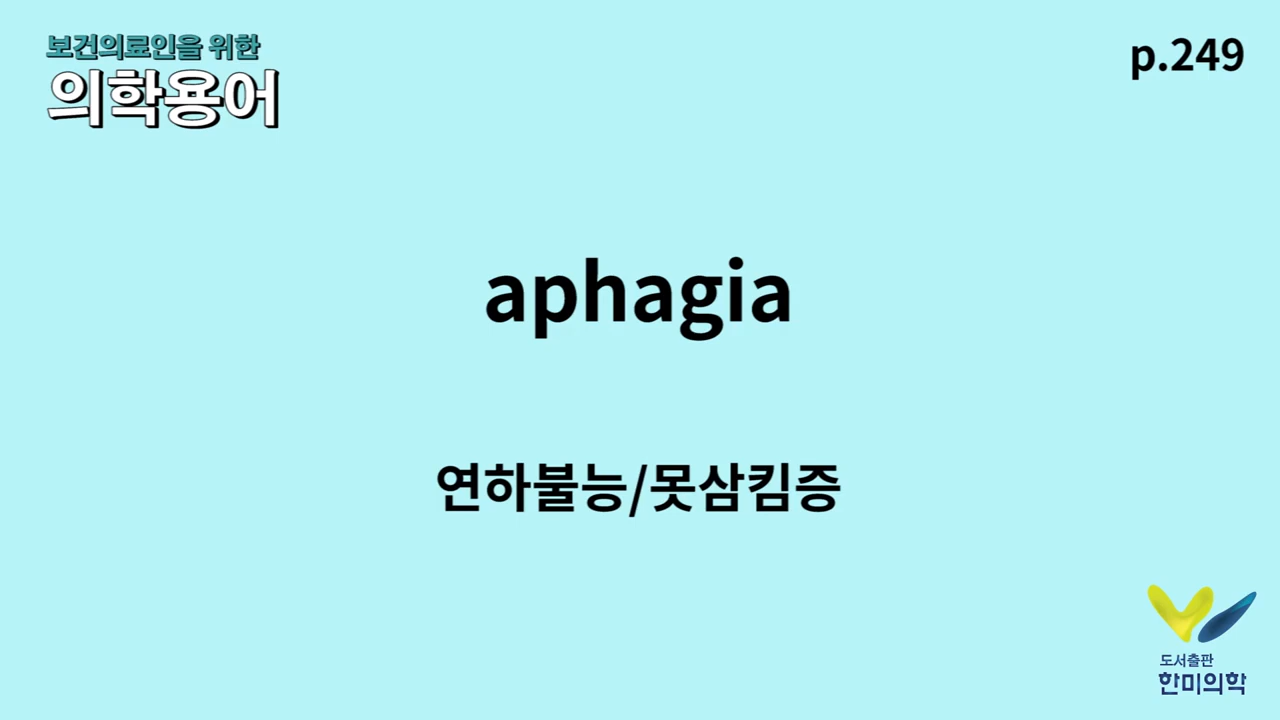 보건의료인을 위한
의학용어
p.249
aphagia
연하불능/못삼킴증
도서출판
한미의학